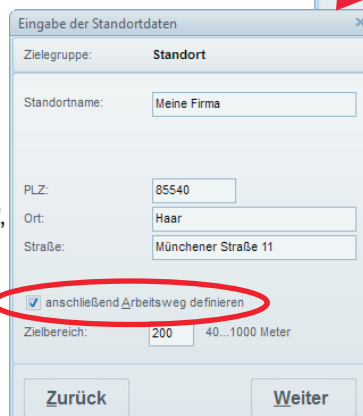 Eingabe der Standortdaten
Zielegruppe: Standort
Standortname: Meine Firma
PLZ: 85540
Ort: Haar
Straße: Münchener Straße 11
anschließend Arbeitsweg definieren
Zielbereich: 200 40...1000 Meter
Zurück Weiter